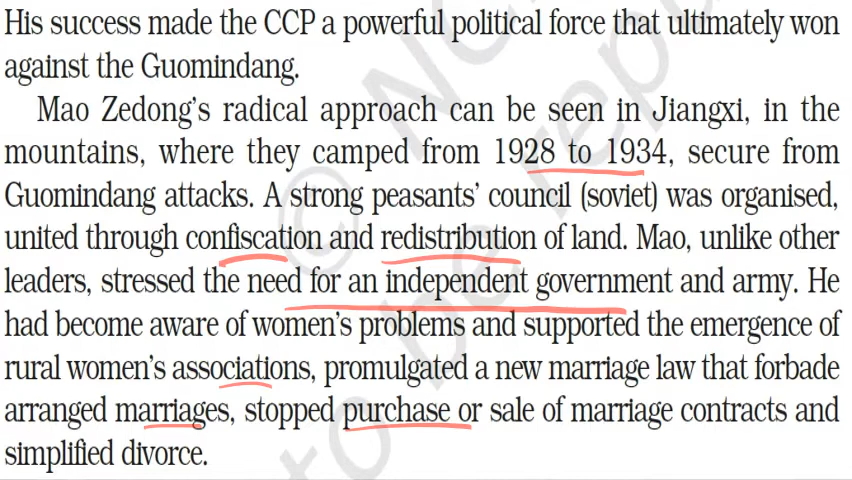 His success made the CCP a powerful political force that ultimately won
against the Guomindang.
Mao Zedong's radical approach can be seen in Jiangxi, in the
mountains, where they camped from 1928 to 1934, secure from
Guomindang attacks. A strong peasants' council (soviet) was organised,
united through confiscation and redistribution of land. Mao, unlike other
leaders, stressed the need for an independent government and army. He
had become aware of women's problems and supported the emergence of
rural women's associations, promulgated a new marriage law that forbade
arranged marriages, stopped purchase or sale of marriage contracts and
simplified divorce.